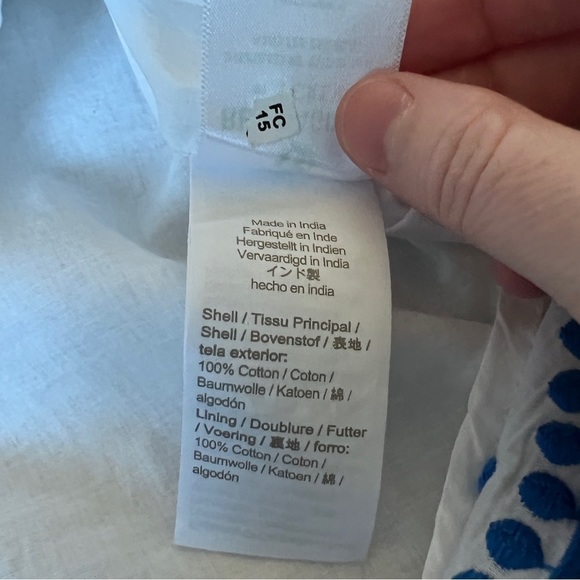 FC
15
Made in India
Fabriqué en Inde
Hergestellt in Indien
Vervaardigd in India
インド製
hecho en india
Shell / Tissu Principal /
Shell / Bovenstof / 表地 /
tela exterior:
100% Cotton / Coton /
Baumwolle / Katoen / 綿 /
algodón
Lining / Doublure / Futter
/ Voering / 裏地 / forro:
100% Cotton / Coton /
Baumwolle / Katoen / 綿 /
algodón